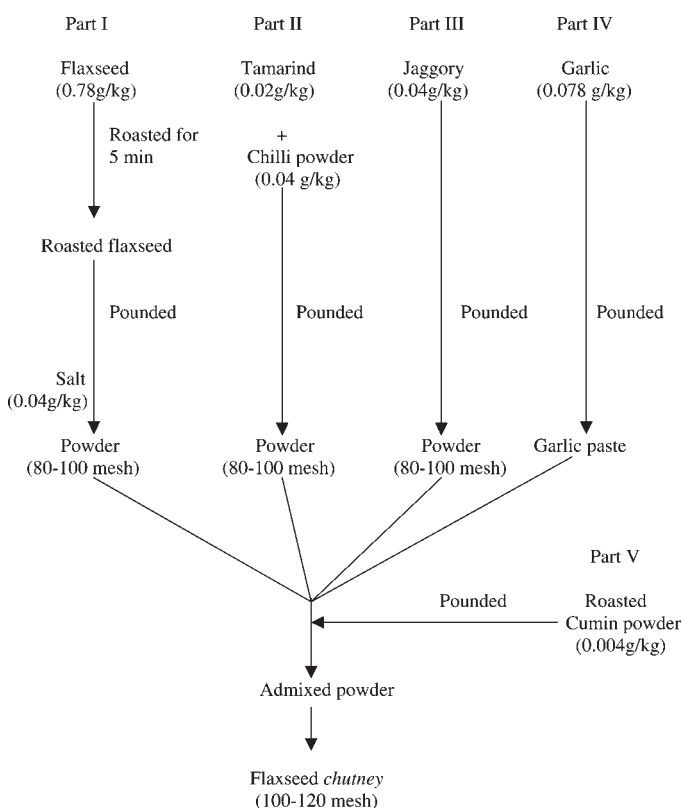 Part I
Part II
Part III
Part IV
Flaxseed
(0.78g/kg)
Tamarind
(0.02g/kg)
Jaggory
(0.04g/kg)
Garlic
(0.078 g/kg)
Roasted for
5 min
+
Chilli powder
(0.04 g/kg)
Roasted flaxseed
Pounded
Pounded
Pounded
Pounded
Salt
(0.04g/kg)
Powder
(80-100 mesh)
Powder
(80-100 mesh)
Powder
(80-100 mesh)
Garlic paste
Part V
Pounded
Roasted
Cumin powder
(0.004g/kg)
Admixed powder
Flaxseed chutney
(100-120 mesh)